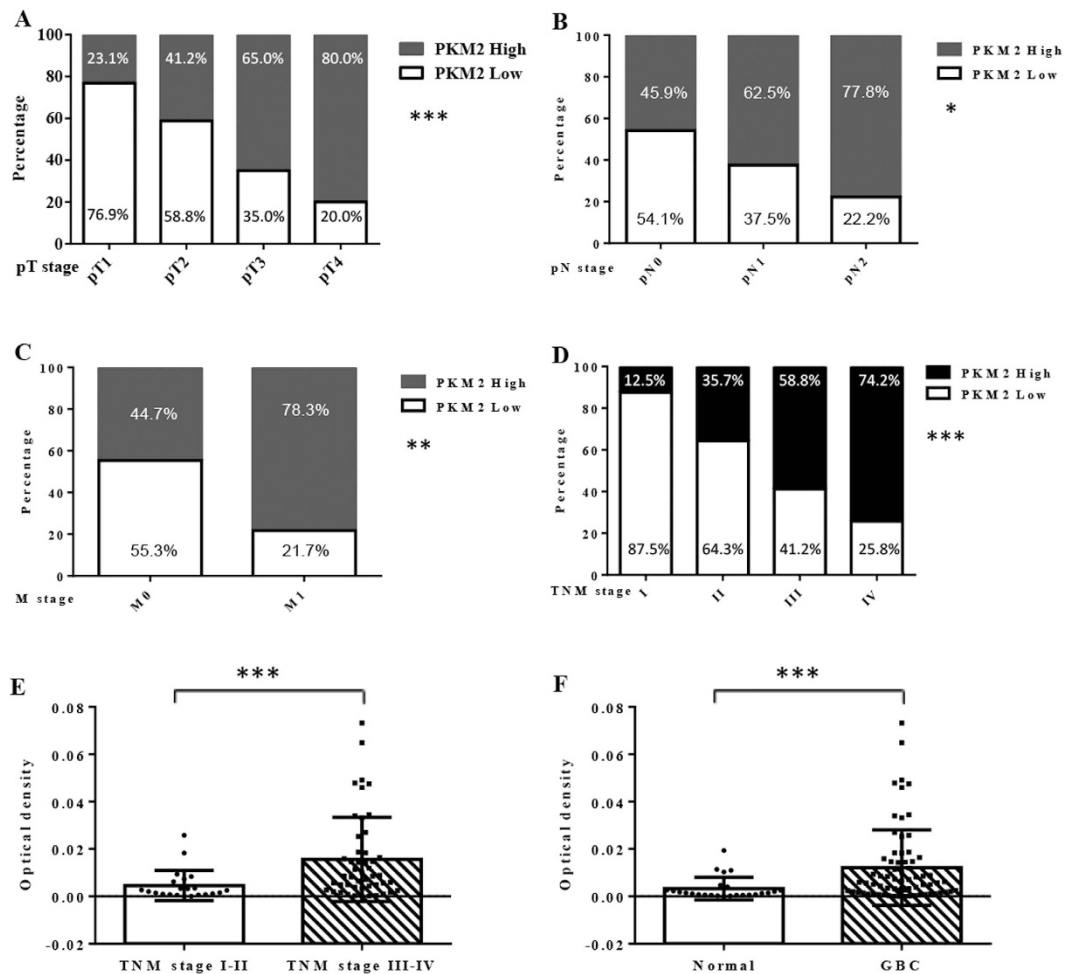 A
Percentage
100
80
60
40
20
0
23.1% 41.2% 65.0% 80.0%
76.9% 58.8% 35.0% 20.0%
pT stage pT1 pT2 pT3 pT4
PKM2 High
PKM2 Low
***
B
Percentage
100
80
60
40
20
0
45.9% 62.5% 77.8%
54.1% 37.5% 22.2%
pN stage pN0 pN1 pN2
PKM2 High
PKM2 Low
*
C
Percentage
100
80
60
40
20
0
44.7% 78.3%
55.3% 21.7%
M stage M0 M1
PKM2 High
PKM2 Low
**
D
Percentage
100
80
60
40
20
0
12.5% 35.7% 58.8% 74.2%
87.5% 64.3% 41.2% 25.8%
TNM stage I II III IV
PKM2 High
PKM2 Low
***
E
***
Optical density
0.08
0.06
0.04
0.02
0.00
-0.02
TNM stage I-II TNM stage III-IV
F
***
Optical density
0.08
0.06
0.04
0.02
0.00
-0.02
Normal GBC